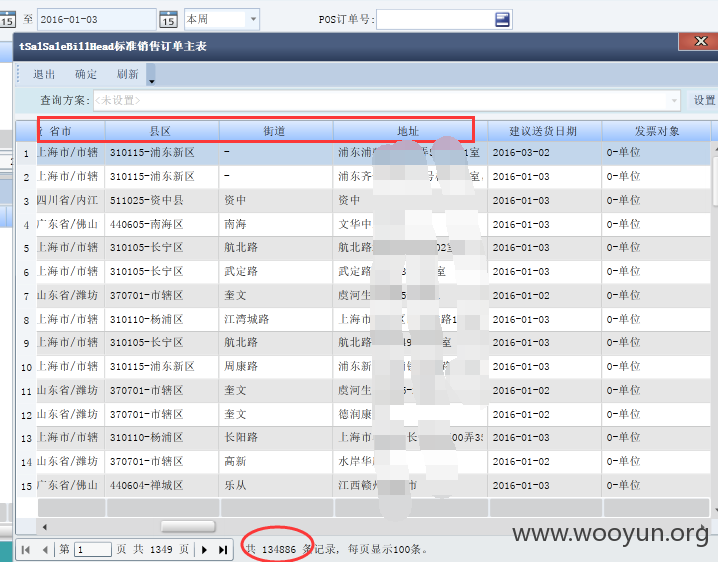 15 至 2016-01-03 15 本周 POS订单号:
tSalSaleBillHead标准销售订单主表
退出 确定 刷新
查询方案: <未设置> 设置
省市 县区 街道 地址 建议送货日期 发票对象
1 上海市/市辖 310115-浦东新区 - 浦东浦 1室 2016-03-02 0-单位
2 上海市/市辖 310115-浦东新区 - 浦东齐 号 室 2016-01-03 0-单位
3 四川省/内江 511025-资中县 资中 资中 2016-01-03 0-单位
4 广东省/佛山 440605-南海区 南海 文华中 2016-01-03 0-单位
5 上海市/市辖 310105-长宁区 航北路 航北路 02室 2016-01-03 0-单位
6 上海市/市辖 310105-长宁区 武定路 武定路 3 2016-01-03 0-单位
7 山东省/潍坊 370701-市辖区 奎文 虞河生 5 2016-01-02 0-单位
8 上海市/市辖 310110-杨浦区 江湾城路 上海市 区 路1 2016-01-03 0-单位
9 上海市/市辖 310105-长宁区 航北路 航北路 49 室 2016-01-03 0-单位
10 上海市/市辖 310115-浦东新区 周康路 浦东新 路 2016-01-03 0-单位
11 山东省/潍坊 370701-市辖区 奎文 虞河生 2016-01-02 0-单位
12 山东省/潍坊 370701-市辖区 奎文 德润康 2016-01-02 0-单位
13 上海市/市辖 310110-杨浦区 长阳路 上海市 长 00弄35 2016-01-03 0-单位
14 山东省/潍坊 370701-市辖区 高新 水岸华 2016-01-02 0-单位
15 广东省/佛山 440604-禅城区 乐从 江西赣 市 2016-01-03 0-单位
第 1 页 共 1349 页 共 134886 条记录, 每页显示100条。
www.wooyun.org